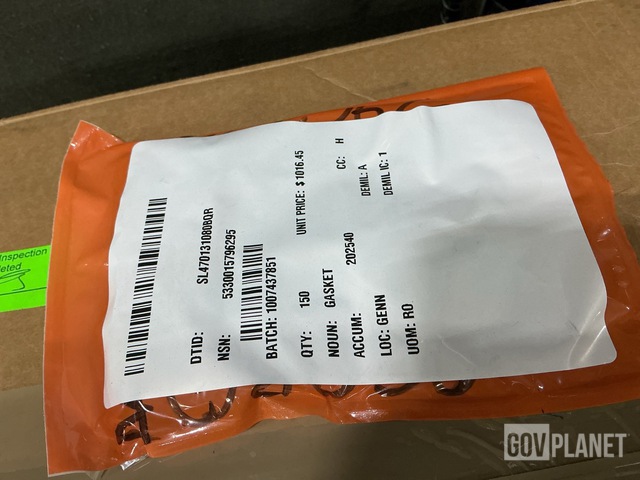 DTID: SL470131080BQR
NSN: 5330015796295
BATCH: 1007437851
QTY: 150 UNIT PRICE: $ 1016.45
NOUN: GASKET
ACCUM: 202540 CC: H
LOC: GENN DEMIL: A
UOM: RO DEMIL IC: 1
Inspection
GOVPLANET